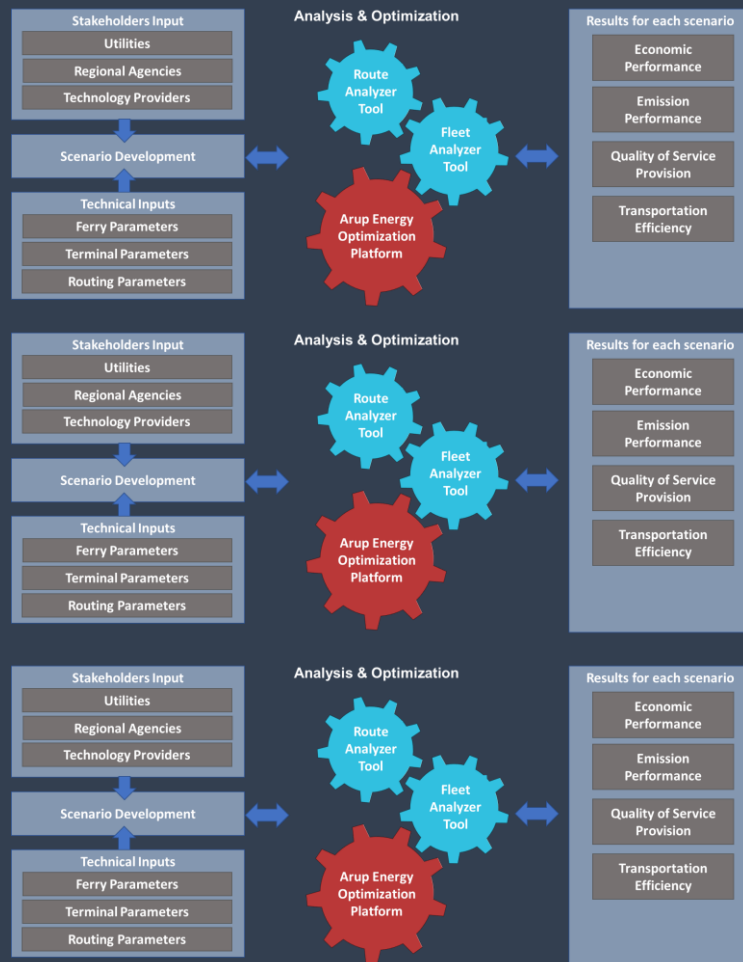 Stakeholders Input
Utilities
Regional Agencies
Technology Providers
Scenario Development
Technical Inputs
Ferry Parameters
Terminal Parameters
Routing Parameters
Analysis & Optimization
Route
Analyzer
Tool
Fleet
Analyzer
Tool
Arup Energy
Optimization
Platform
Results for each scenario
Economic
Performance
Emission
Performance
Quality of Service
Provision
Transportation
Efficiency
Stakeholders Input
Utilities
Regional Agencies
Technology Providers
Scenario Development
Technical Inputs
Ferry Parameters
Terminal Parameters
Routing Parameters
Analysis & Optimization
Route
Analyzer
Tool
Fleet
Analyzer
Tool
Arup Energy
Optimization
Platform
Results for each scenario
Economic
Performance
Emission
Performance
Quality of Service
Provision
Transportation
Efficiency
Stakeholders Input
Utilities
Regional Agencies
Technology Providers
Scenario Development
Technical Inputs
Ferry Parameters
Terminal Parameters
Routing Parameters
Analysis & Optimization
Route
Analyzer
Tool
Fleet
Analyzer
Tool
Arup Energy
Optimization
Platform
Results for each scenario
Economic
Performance
Emission
Performance
Quality of Service
Provision
Transportation
Efficiency